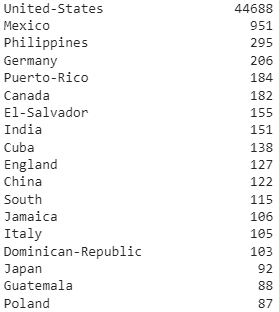 United-States 44688
Mexico 951
Philippines 295
Germany 206
Puerto-Rico 184
Canada 182
El-Salvador 155
India 151
Cuba 138
England 127
China 122
South 115
Jamaica 106
Italy 105
Dominican-Republic 103
Japan 92
Guatemala 88
Poland 87